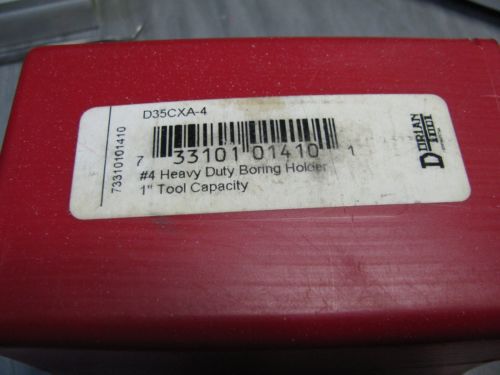 D35CXA-4
73310101410
7 33101 01410 1
#4 Heavy Duty Boring Holder
1" Tool Capacity
DORIAN
TOOL